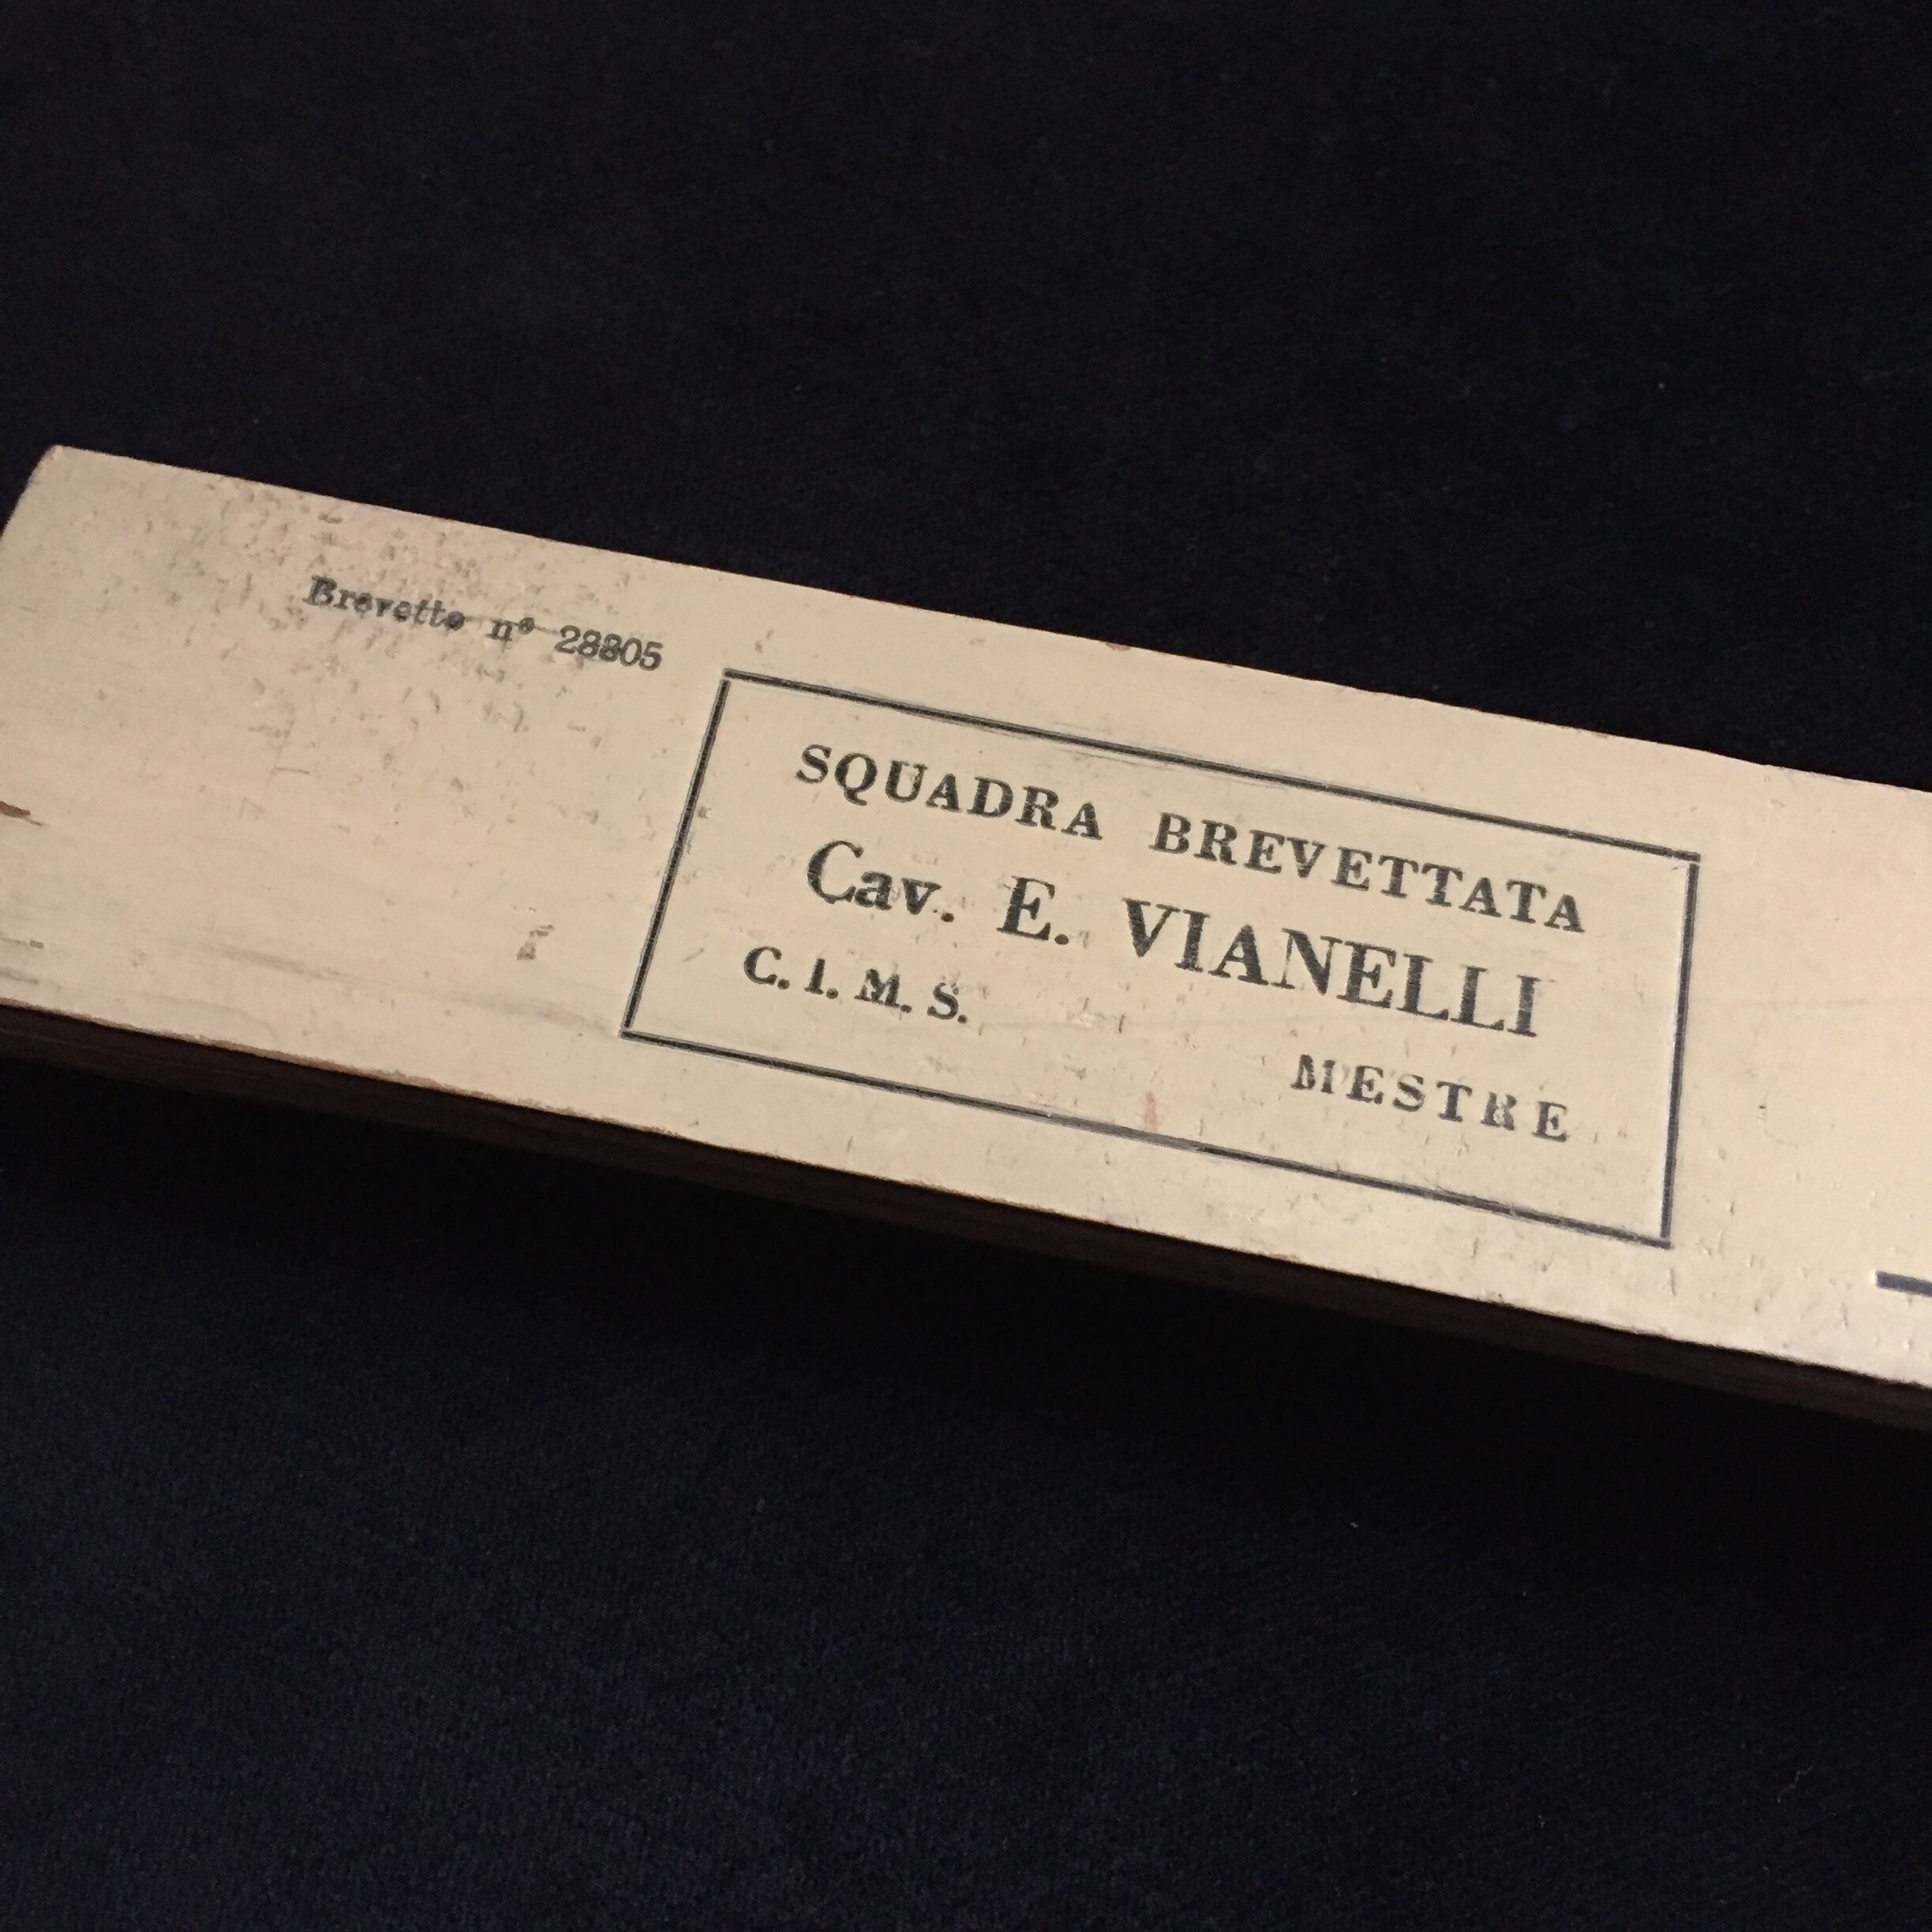 Brevetto n° 28805
SQUADRA BREVETTATA
Cav. E. VIANELLI
C. I. M. S.
MESTRE